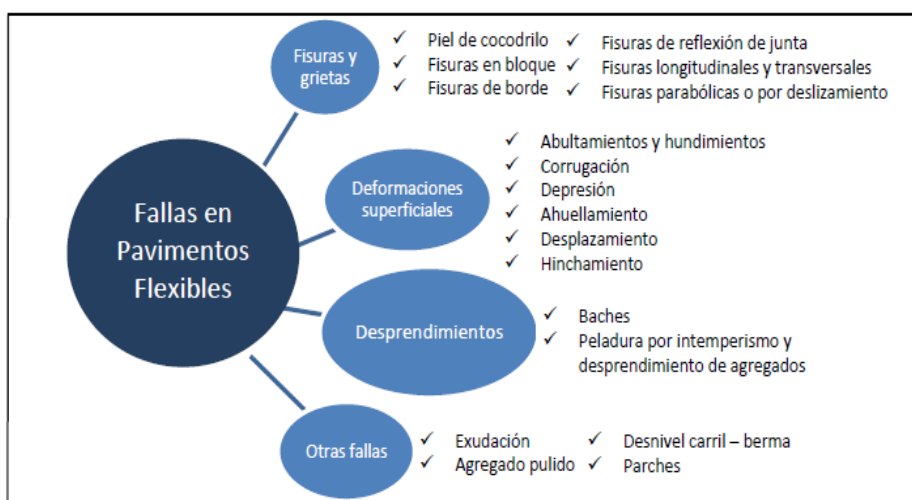 Fallas en
Pavimentos
Flexibles
Fisuras y
grietas
✓ Piel de cocodrilo
✓ Fisuras en bloque
✓ Fisuras de borde
✓ Fisuras de reflexión de junta
✓ Fisuras longitudinales y transversales
✓ Fisuras parabólicas o por deslizamiento
Deformaciones
superficiales
✓ Abultamientos y hundimientos
✓ Corrugación
✓ Depresión
✓ Ahuellamiento
✓ Desplazamiento
✓ Hinchamiento
Desprendimientos
✓ Baches
✓ Peladura por intemperismo y
desprendimiento de agregados
Otras fallas
✓ Exudación
✓ Agregado pulido
✓ Desnivel carril – berma
✓ Parches